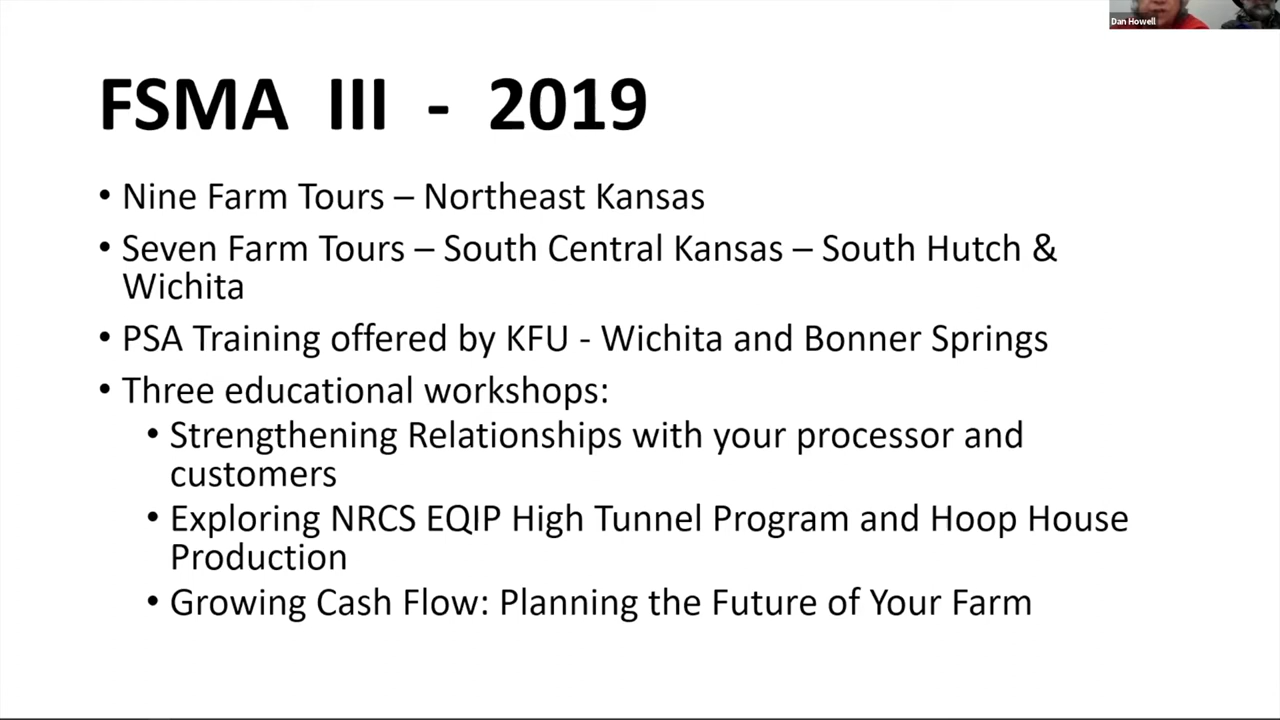 Dan Howell
FSMA III - 2019
• Nine Farm Tours – Northeast Kansas
• Seven Farm Tours – South Central Kansas – South Hutch &
Wichita
• PSA Training offered by KFU - Wichita and Bonner Springs
• Three educational workshops:
• Strengthening Relationships with your processor and
customers
• Exploring NRCS EQIP High Tunnel Program and Hoop House
Production
• Growing Cash Flow: Planning the Future of Your Farm